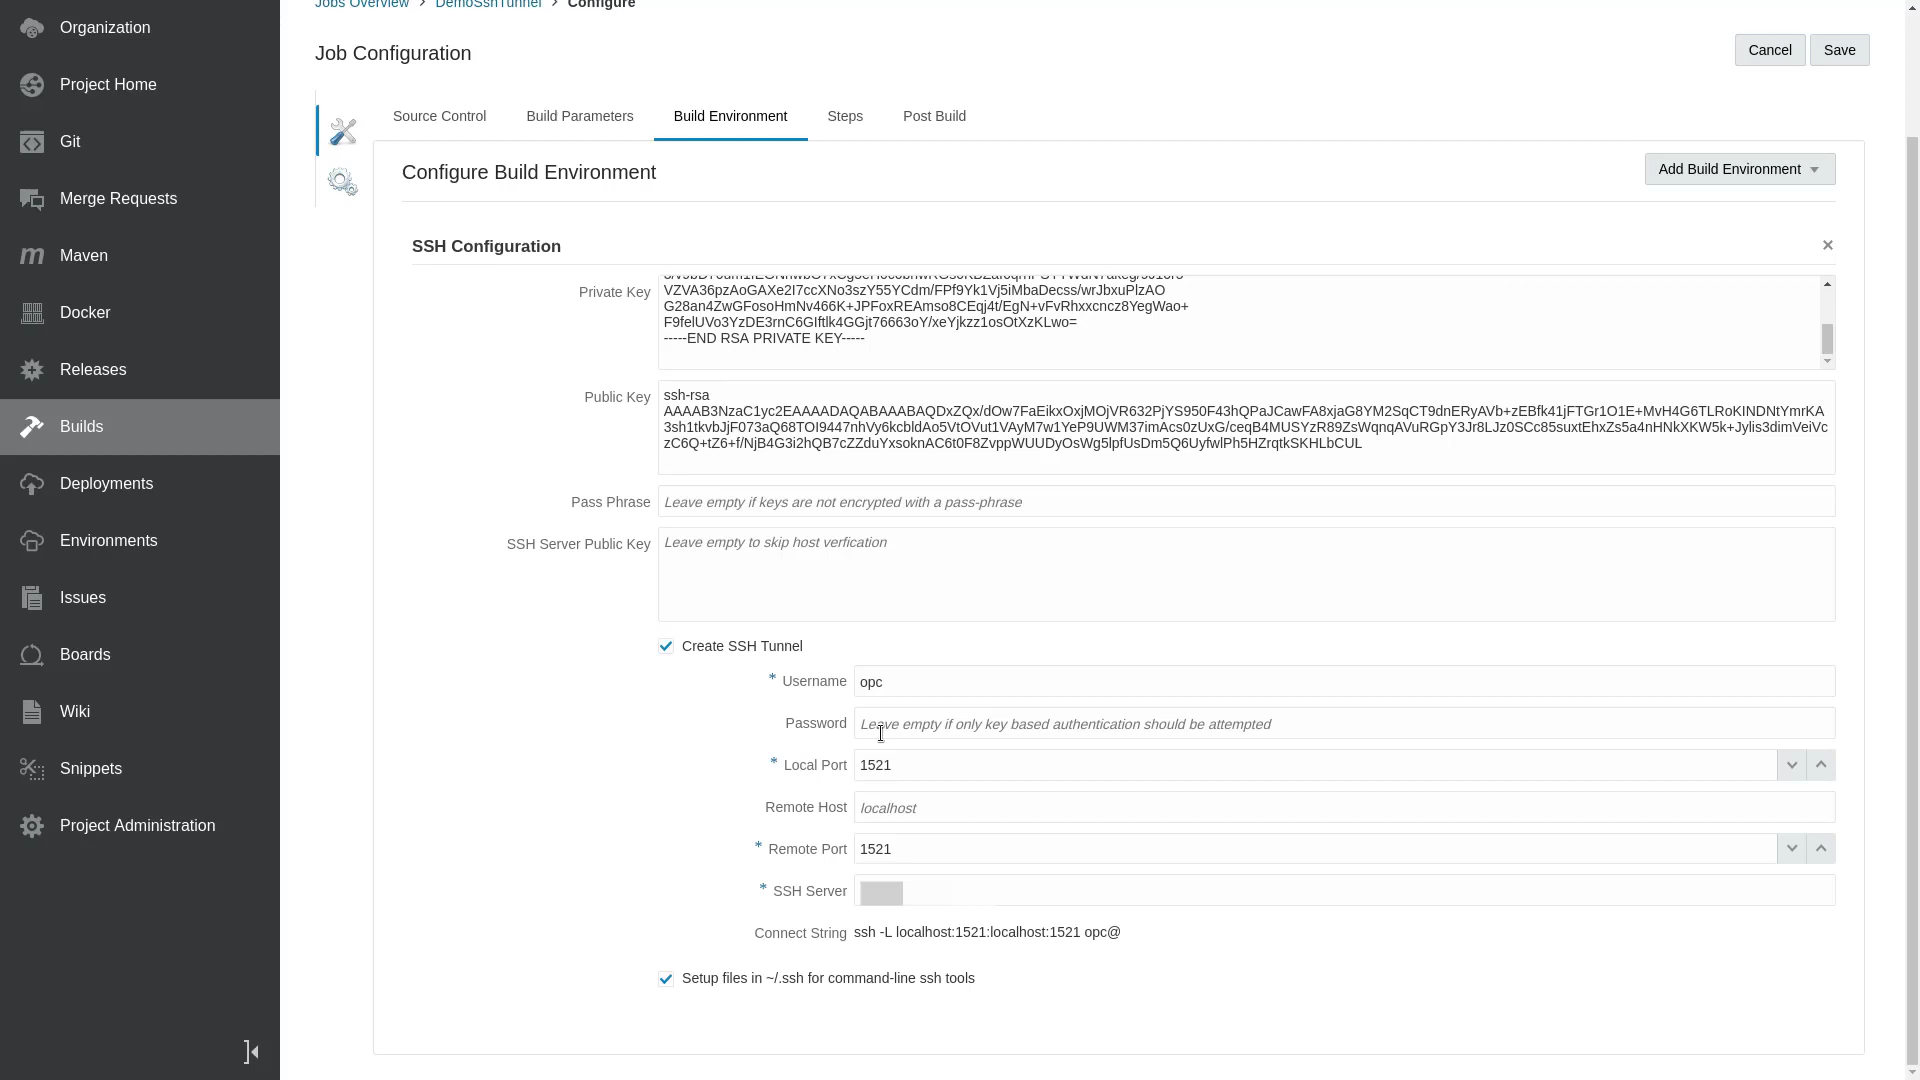 Jobs Overview > DemoSshTunnel > Configure
Organization
Project Home
Git
Merge Requests
Maven
Docker
Releases
Builds
Deployments
Environments
Issues
Boards
Wiki
Snippets
Project Administration
Job Configuration
Cancel
Save
Source Control
Build Parameters
Build Environment
Steps
Post Build
Configure Build Environment
Add Build Environment
SSH Configuration
Private Key
VZVA36pzAoGAXe2I7ccXNo3szY55YCdm/FPf9Yk1Vj5iMbaDecss/wrJbxuPlzAO
G28an4ZwGFosoHmNv466K+JPFoxREAmso8CEqj4t/EgN+vFvRhxxcncz8YegWao+
F9felUVo3YzDE3rnC6GIftlk4GGjt76663oY/xeYjkzz1osOtXzKLwo=
-----END RSA PRIVATE KEY-----
Public Key
ssh-rsa
AAAAB3NzaC1yc2EAAAADAQABAAABAQDxZQx/dOw7FaEikxOxjMOjVR632PjYS950F43hQPaJCawFA8xjaG8YM2SqCT9dnERyAVb+zEBfk41jFTGr1O1E+MvH4G6TLRoKINDNtYmrKA
3sh1tkvbJjF073aQ68TOI9447nhVy6kcbldAo5VtOVut1VAyM7w1YeP9UWM37imAcs0zUxG/ceqB4MUSYzR89ZsWqnqAVuRGpY3Jr8LJz0SCc85suxtEhxZs5a4nHNkXKW5k+Jylis3dimVeiVc
zC6Q+tZ6+f/NjB4G3i2hQB7cZZduYxsoknAC6t0F8ZvppWUUDyOsWg5lpfUsDm5Q6UyfwlPh5HZrqtkSKHLbCUL
Pass Phrase
Leave empty if keys are not encrypted with a pass-phrase
SSH Server Public Key
Leave empty to skip host verfication
Create SSH Tunnel
* Username
opc
Password
Leave empty if only key based authentication should be attempted
* Local Port
1521
Remote Host
localhost
* Remote Port
1521
* SSH Server
Connect String
ssh -L localhost:1521:localhost:1521 opc@
Setup files in ~/.ssh for command-line ssh tools